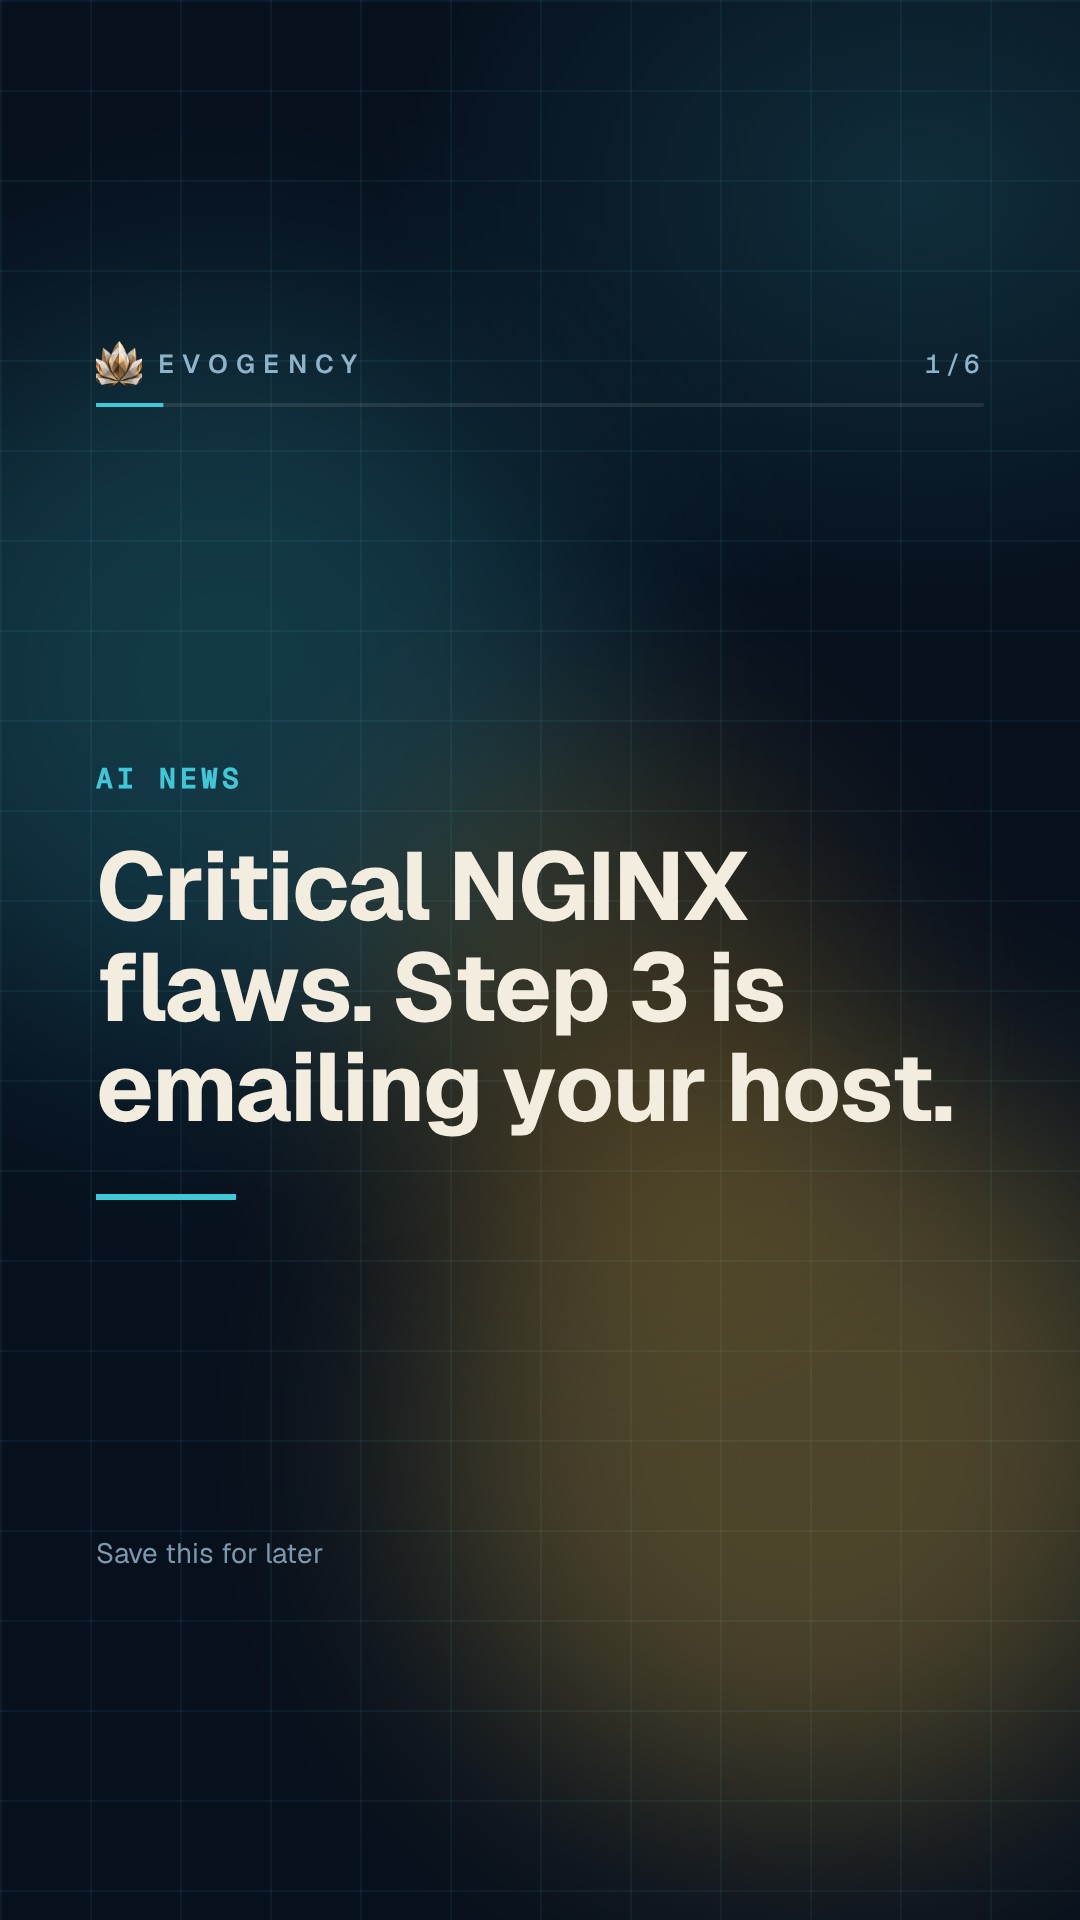 EVOGENCY
1/6
AI NEWS
Critical NGINX
flaws. Step 3 is
emailing your host.
Save this for later